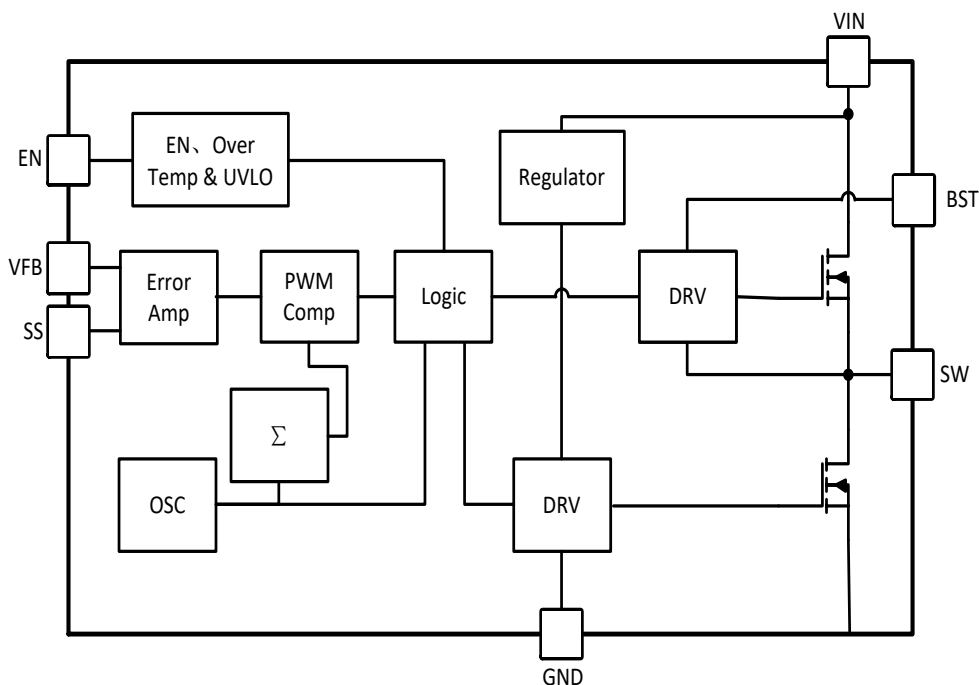 VIN
EN
EN、Over
Temp & UVLO
Regulator
BST
VFB
SS
Error
Amp
PWM
Comp
Logic
DRV
SW
Σ
OSC
DRV
GND